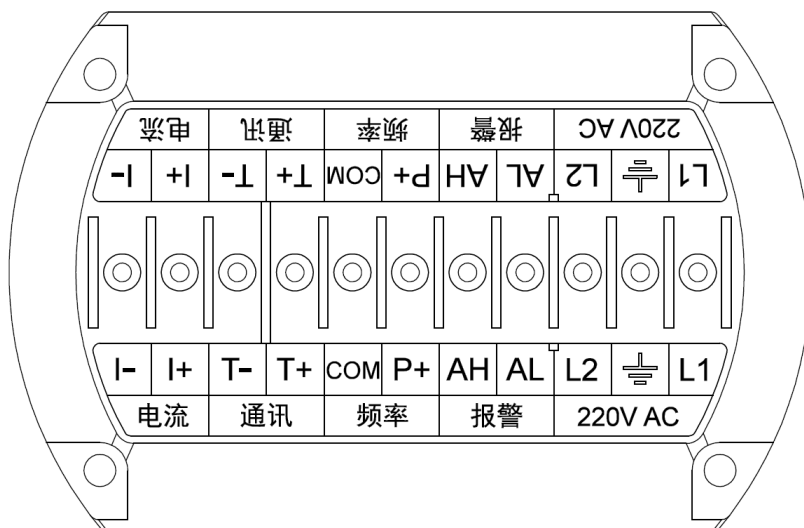 电流 通讯 频率 报警 220V AC
I- I+ T- T+ COM P+ AH AL L2 L1
I- I+ T- T+ COM P+ AH AL L2 L1
电流 通讯 频率 报警 220V AC